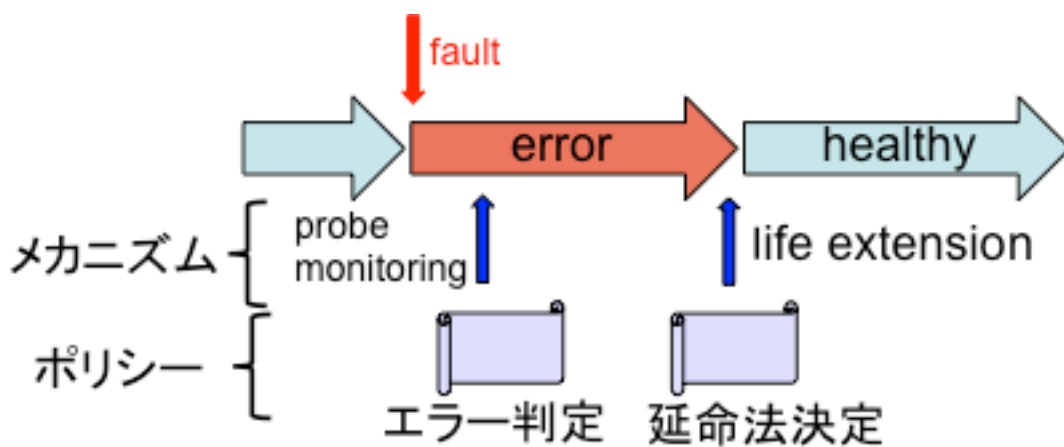 fault
error
healthy
メカニズム
probe
monitoring
life extension
ポリシー
エラー判定
延命法決定